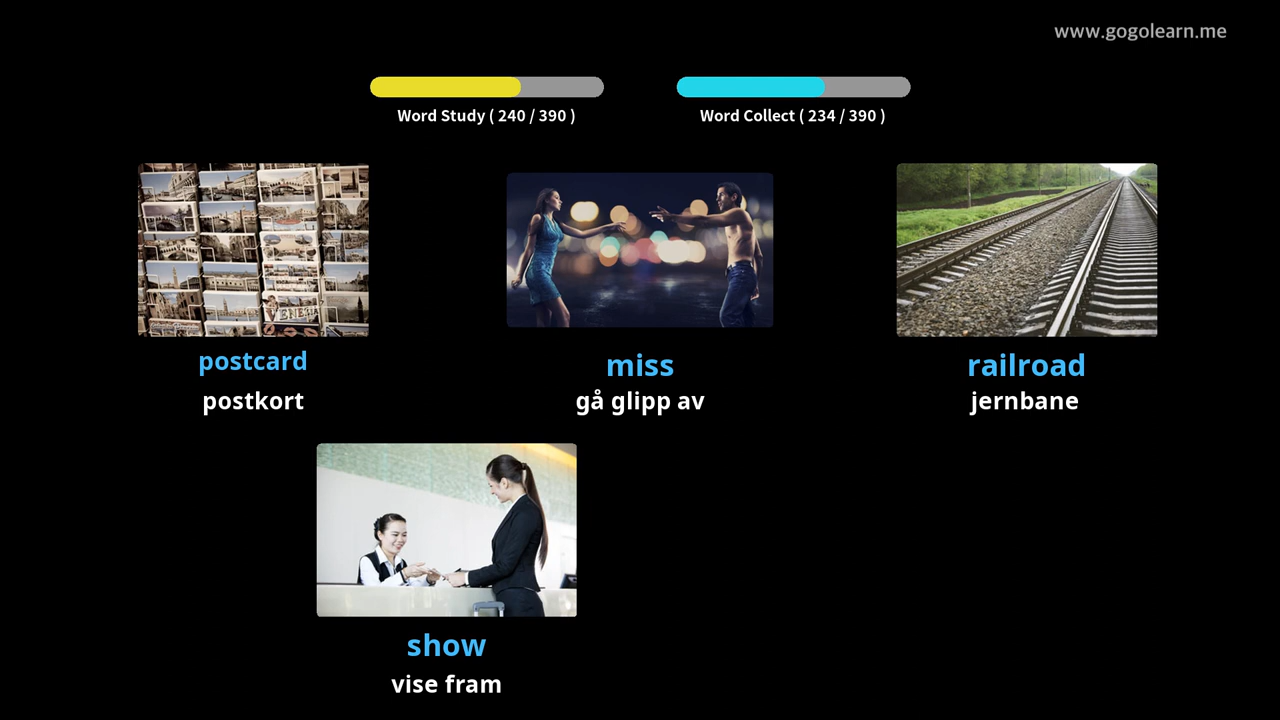 www.gogolearn.me
Word Study ( 240 / 390 )
Word Collect ( 234 / 390 )
postcard
postkort
miss
gå glipp av
railroad
jernbane
show
vise fram